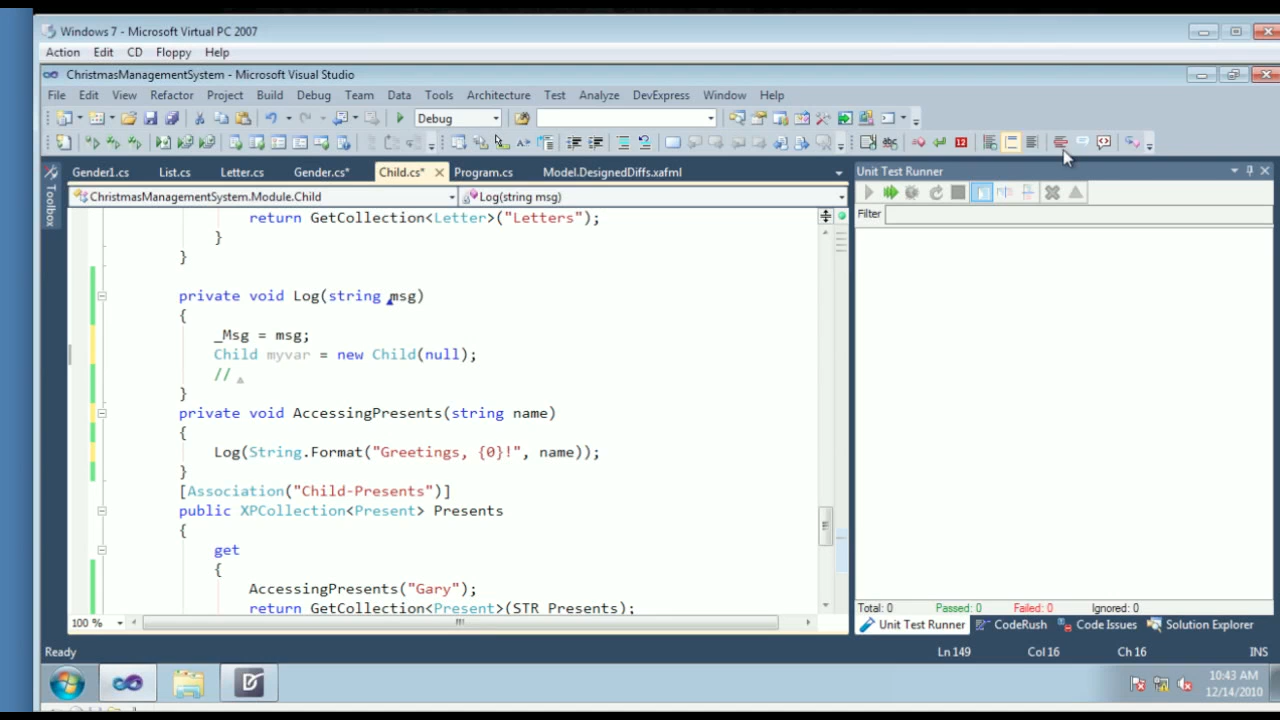 Windows 7 - Microsoft Virtual PC 2007
Action Edit CD Floppy Help
ChristmasManagementSystem - Microsoft Visual Studio
File Edit View Refactor Project Build Debug Team Data Tools Architecture Test Analyze DevExpress Window Help
Debug
12
Gender1.cs List.cs Letter.cs Gender.cs* Child.cs* Program.cs Model.DesignedDiffs.xafml
Unit Test Runner
Toolbox
ChristmasManagementSystem.Module.Child Log(string msg)
Filter
return GetCollection<Letter>("Letters");
}
}
private void Log(string msg)
{
_Msg = msg;
Child myvar = new Child(null);
//
}
private void AccessingPresents(string name)
{
Log(String.Format("Greetings, {0}!", name));
}
[Association("Child-Presents")]
public XPCollection<Present> Presents
{
get
{
AccessingPresents("Gary");
return GetCollection<Present>(STR Presents);
100 %
Total: 0 Passed: 0 Failed: 0 Ignored: 0
Unit Test Runner CodeRush Code Issues Solution Explorer
Ready Ln 149 Col 16 Ch 16 INS
10:43 AM
12/14/2010